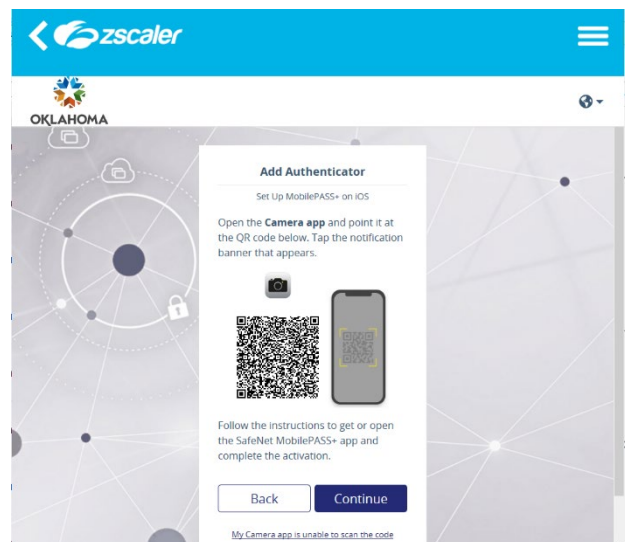 zscaler
OKLAHOMA
Add Authenticator
Set Up MobilePASS+ on iOS
Open the Camera app and point it at
the QR code below. Tap the notification
banner that appears.
Follow the instructions to get or open
the SafeNet MobilePASS+ app and
complete the activation.
Back Continue
My Camera app is unable to scan the code